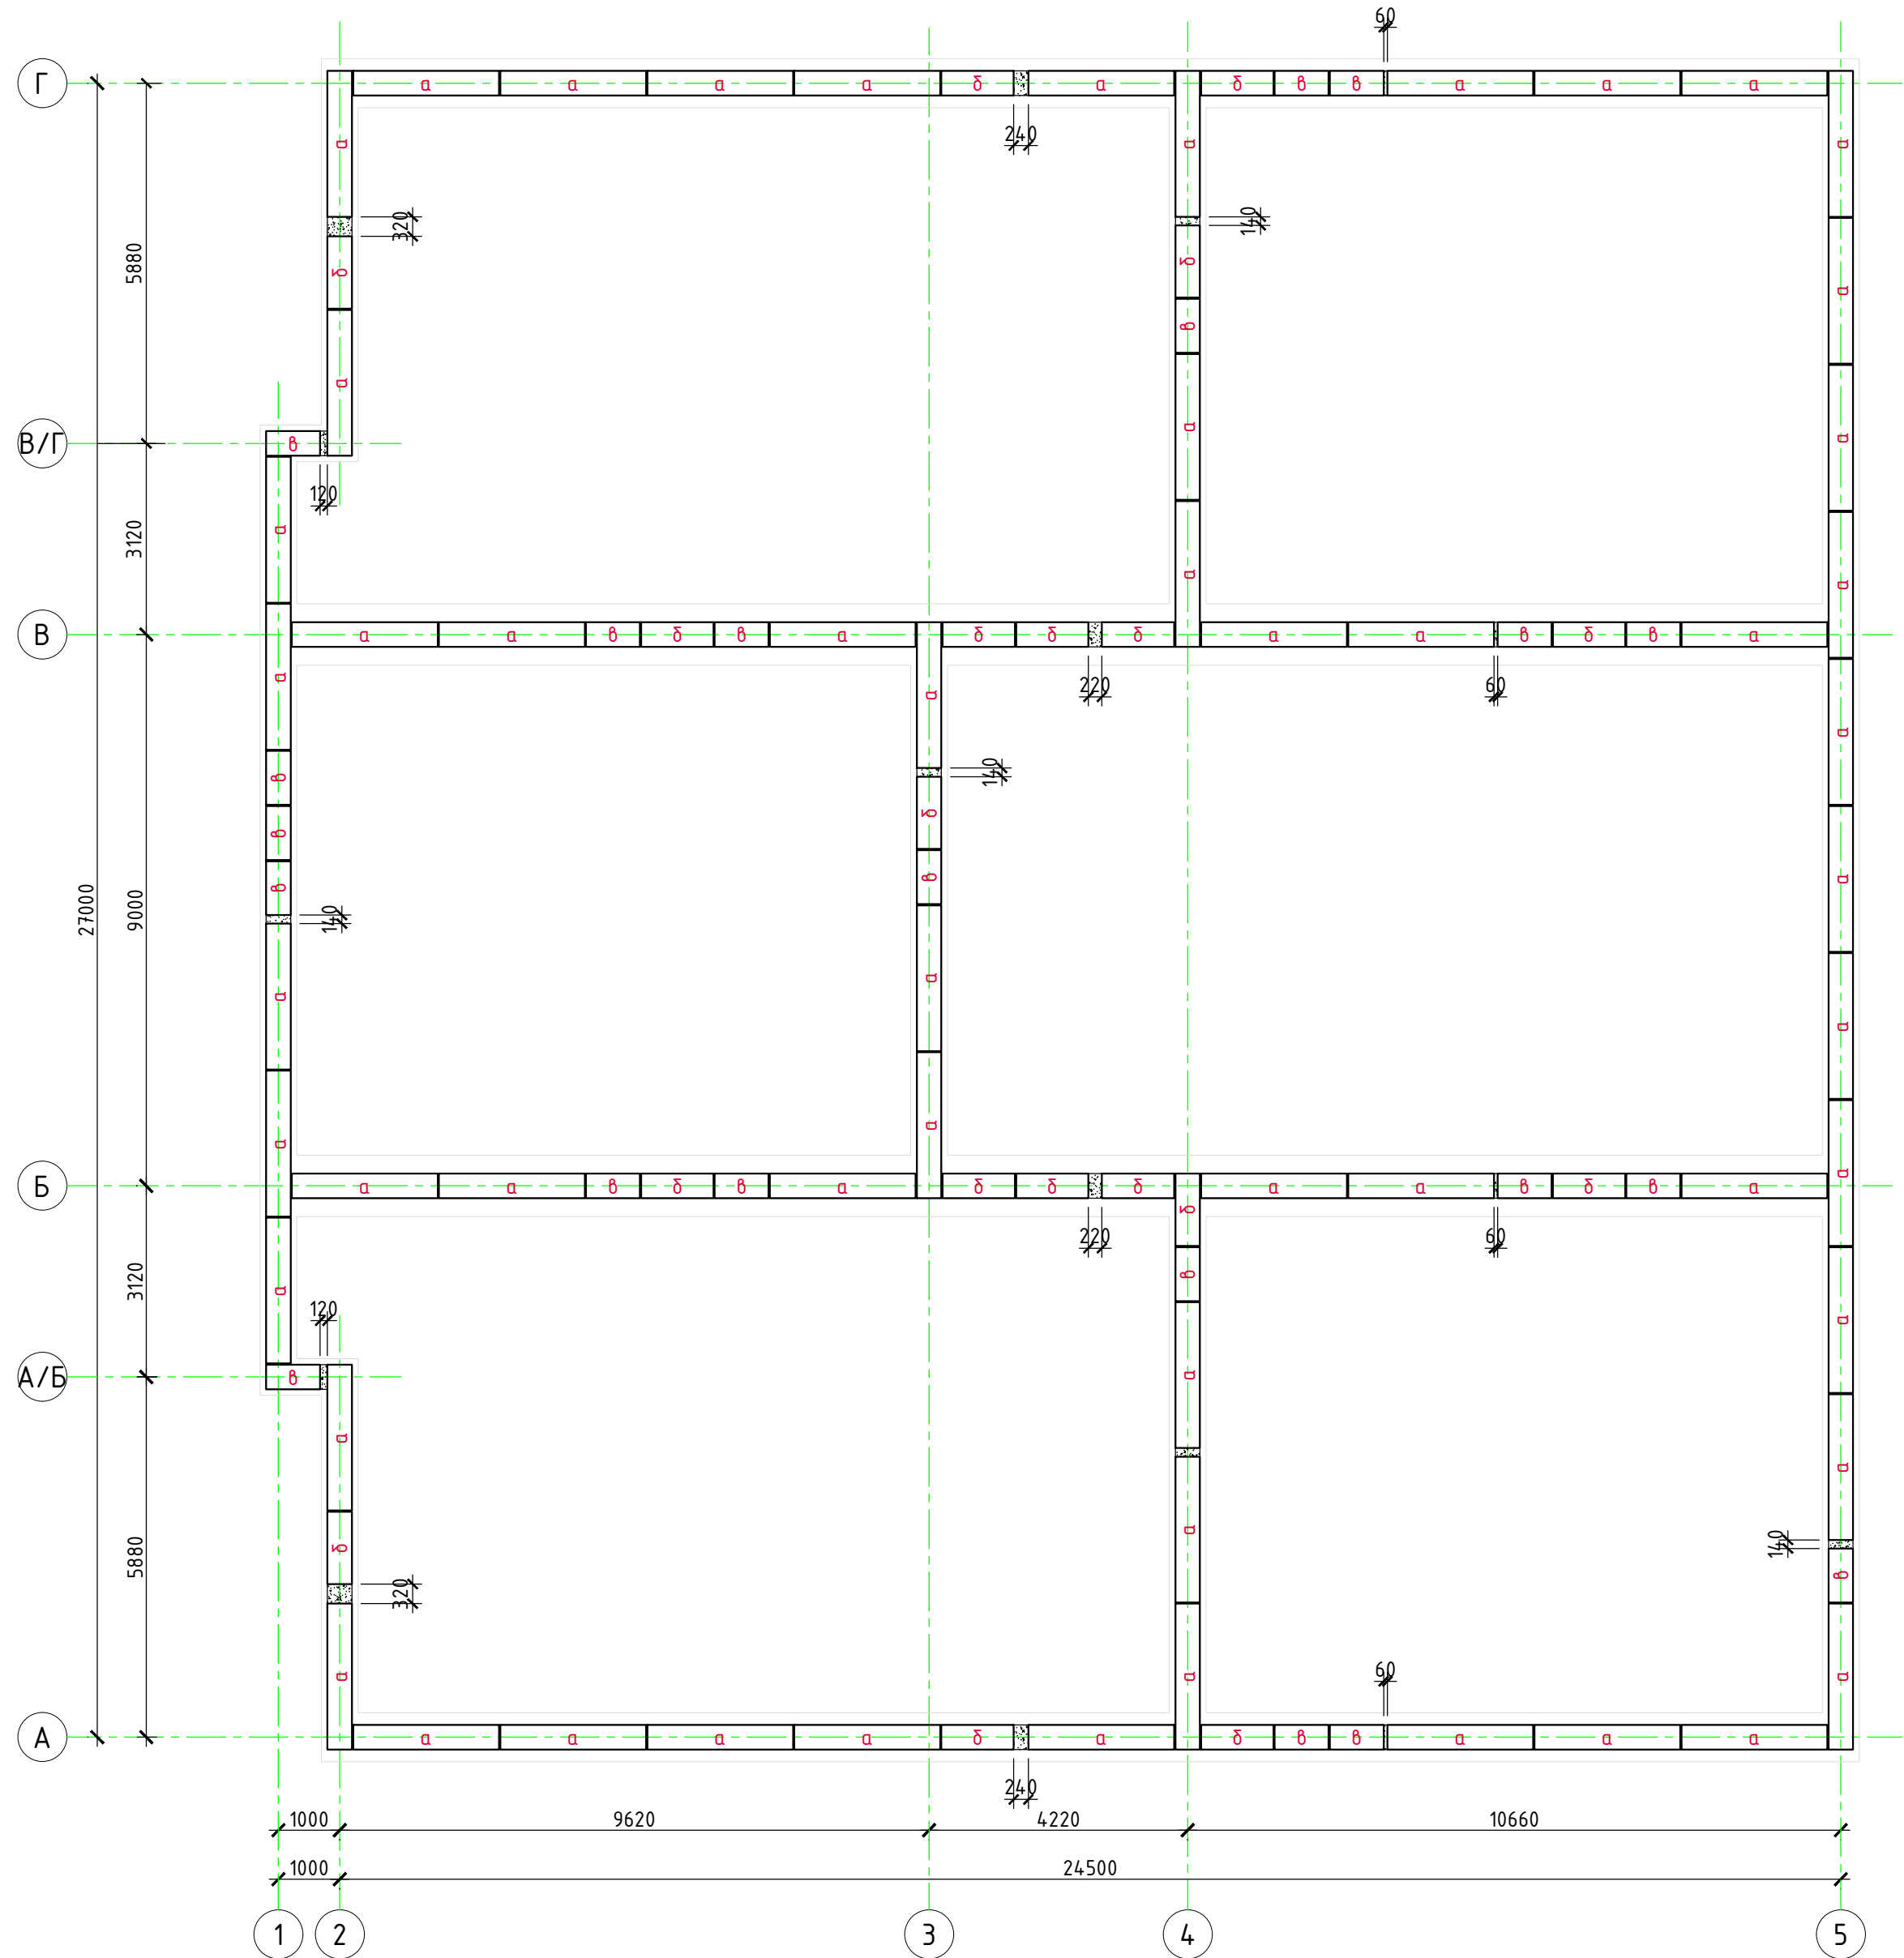 60
Г а а а а б а б в в а а а
240
а а а
320 140
5880
б б
а
в
а
а
В/Г в
120
а
3120
а а
В а а в б в а б б б а а в б в а
220 60
а а а
140
в
б
в
а
в
в
27000 9000 140
а а
а
а а
Б а а в б в а б б б а а в б в а
б
220 60
в
3120 а
120
а
а
А/Б в
а
а
5880 б
а
140
320
в
60
а а а
А а а а а б а б в в а а а
240
1000 9620 4220 10660
1000 24500
1 2 3 4 5